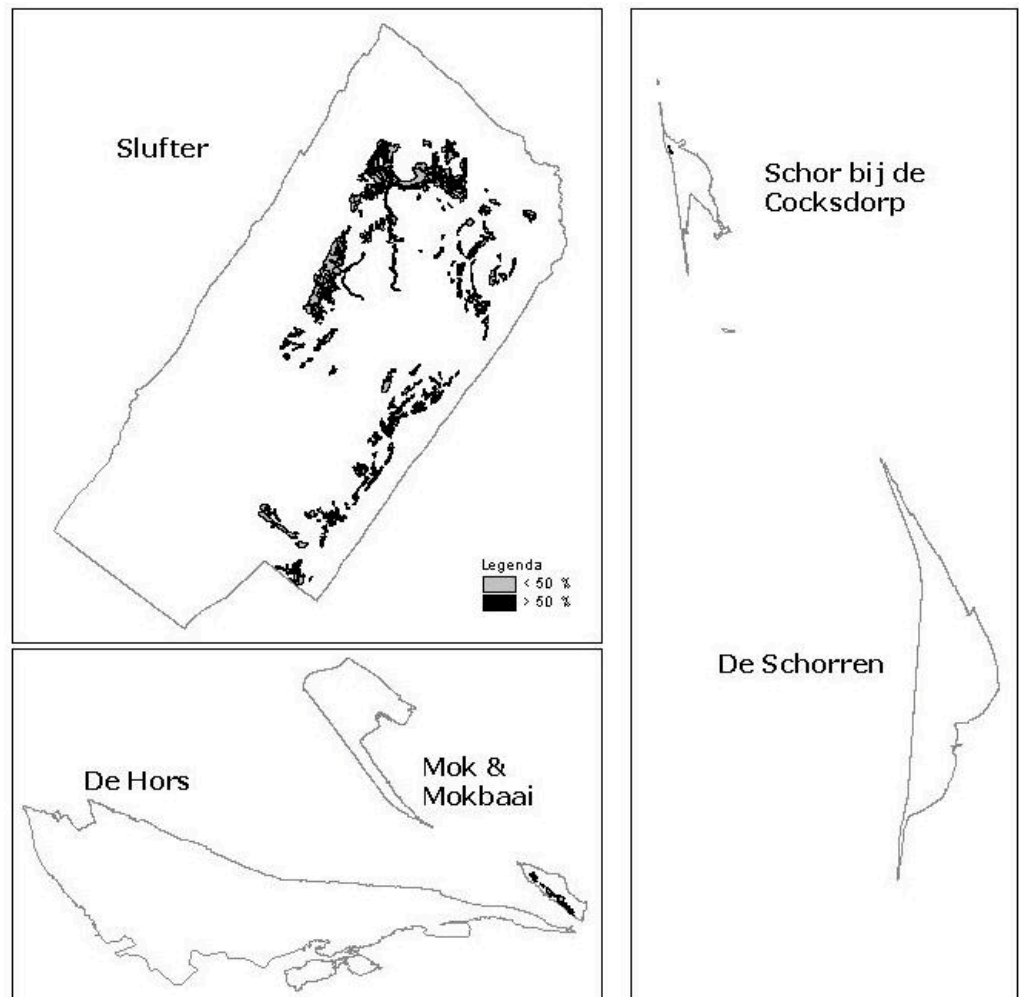 Slufter
Legenda
< 50 %
> 50 %
De Hors
Mok &
Mokbaai
Schor bij de
Cocksdorp
De Schorren